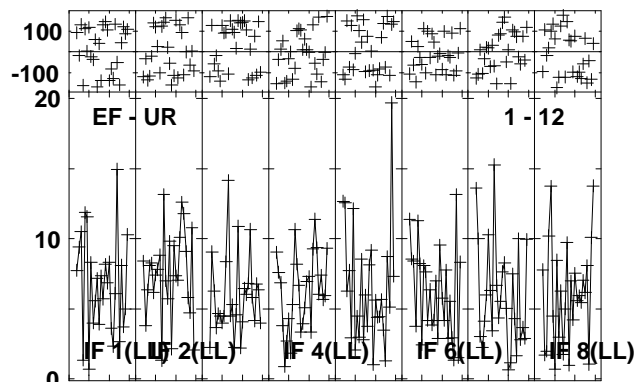 100
-100
20
EF - UR 1 - 12
10
IF 1(LL) IF 2(LL) IF 4(LL) IF 6(LL) IF 8(LL)
0